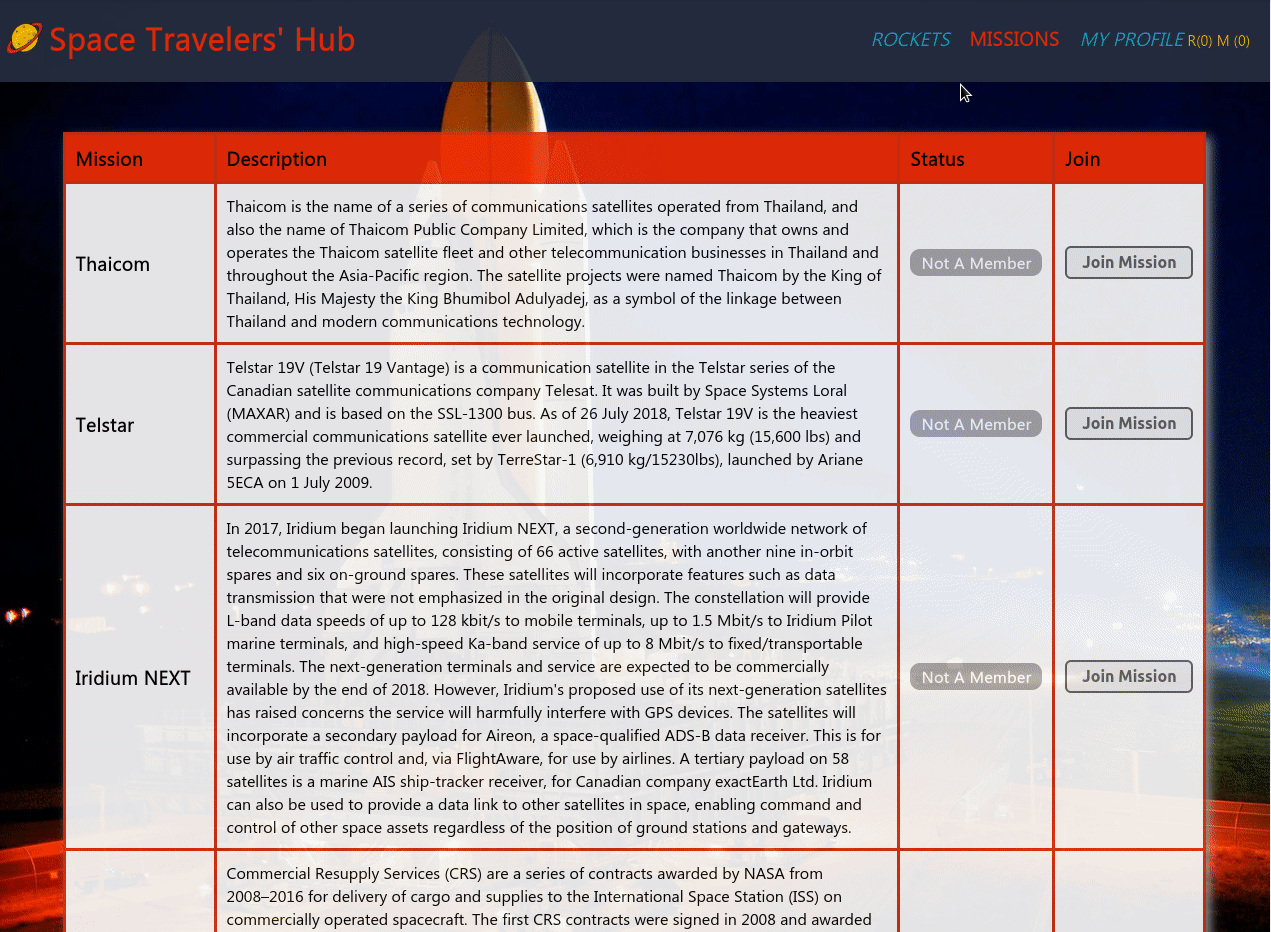 Space Travelers' Hub
ROCKETS MISSIONS MY PROFILE R(0) M (0)
Mission Description Status Join
Thaicom
Thaicom is the name of a series of communications satellites operated from Thailand, and
also the name of Thaicom Public Company Limited, which is the company that owns and
operates the Thaicom satellite fleet and other telecommunication businesses in Thailand and
throughout the Asia-Pacific region. The satellite projects were named Thaicom by the King of
Thailand, His Majesty the King Bhumibol Adulyadej, as a symbol of the linkage between
Thailand and modern communications technology.
Not A Member
Join Mission
Telstar
Telstar 19V (Telstar 19 Vantage) is a communication satellite in the Telstar series of the
Canadian satellite communications company Telesat. It was built by Space Systems Loral
(MAXAR) and is based on the SSL-1300 bus. As of 26 July 2018, Telstar 19V is the heaviest
commercial communications satellite ever launched, weighing at 7,076 kg (15,600 lbs) and
surpassing the previous record, set by TerreStar-1 (6,910 kg/15230lbs), launched by Ariane
5ECA on 1 July 2009.
Not A Member
Join Mission
Iridium NEXT
In 2017, Iridium began launching Iridium NEXT, a second-generation worldwide network of
telecommunications satellites, consisting of 66 active satellites, with another nine in-orbit
spares and six on-ground spares. These satellites will incorporate features such as data
transmission that were not emphasized in the original design. The constellation will provide
L-band data speeds of up to 128 kbit/s to mobile terminals, up to 1.5 Mbit/s to Iridium Pilot
marine terminals, and high-speed Ka-band service of up to 8 Mbit/s to fixed/transportable
terminals. The next-generation terminals and service are expected to be commercially
available by the end of 2018. However, Iridium's proposed use of its next-generation satellites
has raised concerns the service will harmfully interfere with GPS devices. The satellites will
incorporate a secondary payload for Aireon, a space-qualified ADS-B data receiver. This is for
use by air traffic control and, via FlightAware, for use by airlines. A tertiary payload on 58
satellites is a marine AIS ship-tracker receiver, for Canadian company exactEarth Ltd. Iridium
can also be used to provide a data link to other satellites in space, enabling command and
control of other space assets regardless of the position of ground stations and gateways.
Not A Member
Join Mission
Commercial Resupply Services (CRS) are a series of contracts awarded by NASA from
2008–2016 for delivery of cargo and supplies to the International Space Station (ISS) on
commercially operated spacecraft. The first CRS contracts were signed in 2008 and awarded